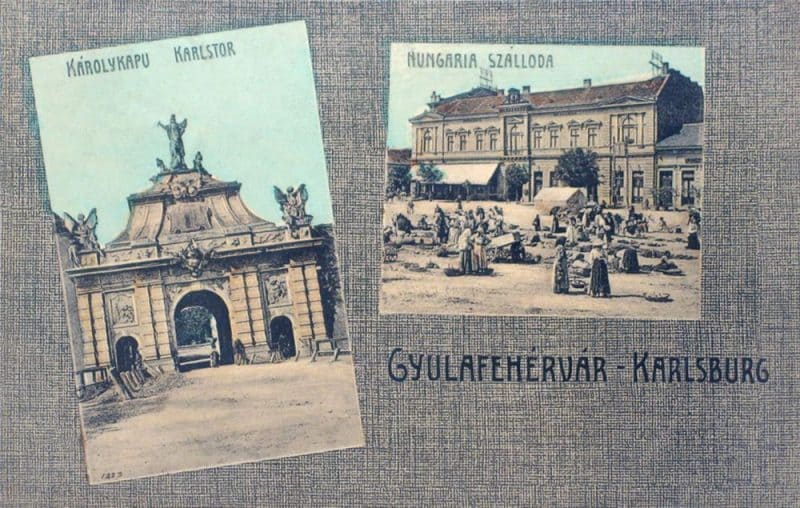 KÁROLYKAPU KARLSTOR
HUNGARIA SZÁLLODA
GYULAFEHÉRVÁR - KARLSBURG